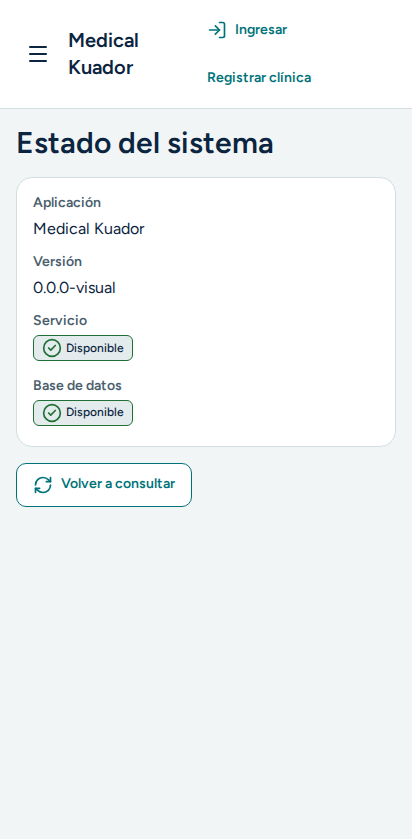 Medical
Kuador
Ingresar
Registrar clínica
Estado del sistema
Aplicación
Medical Kuador
Versión
0.0.0-visual
Servicio
Disponible
Base de datos
Disponible
Volver a consultar